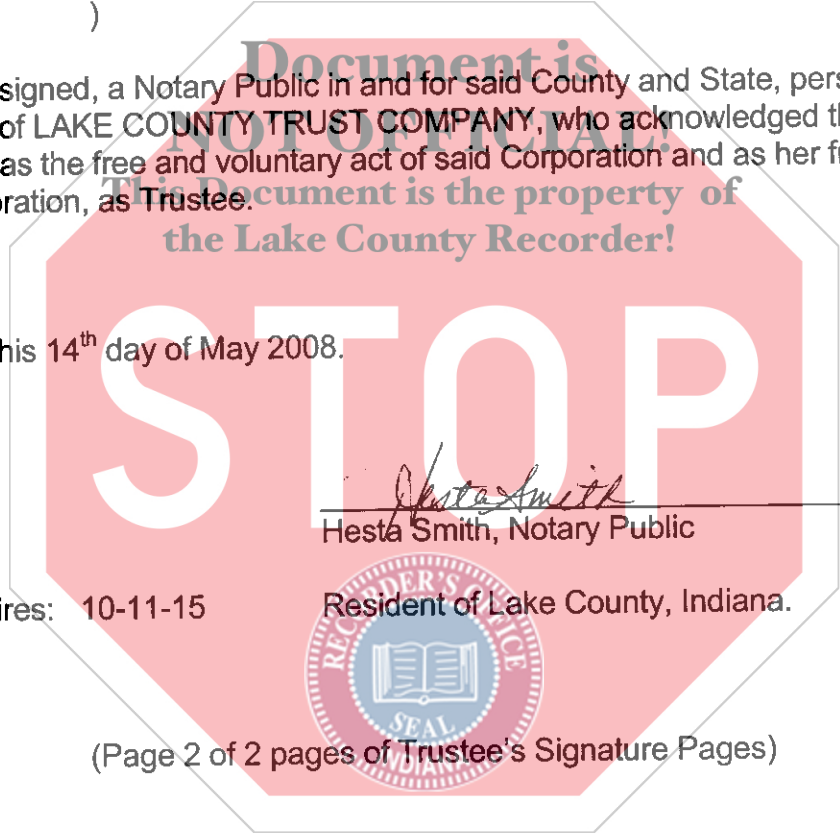 )
Document is
signed, a Notary Public in and for said County and State, pers
NOT OFFICIAL!
of LAKE COUNTY TRUST COMPANY, who acknowledged th
as the free and voluntary act of said Corporation and as her f
This Document is the property of
oration, as Trustee.
the Lake County Recorder!
his 14th day of May 2008.
STOP
Hesta Smith
Hesta Smith, Notary Public
ires: 10-11-15 Resident of Lake County, Indiana.
RECORDER'S OFFICE
SEAL
INDIANA
(Page 2 of 2 pages of Trustee's Signature Pages)